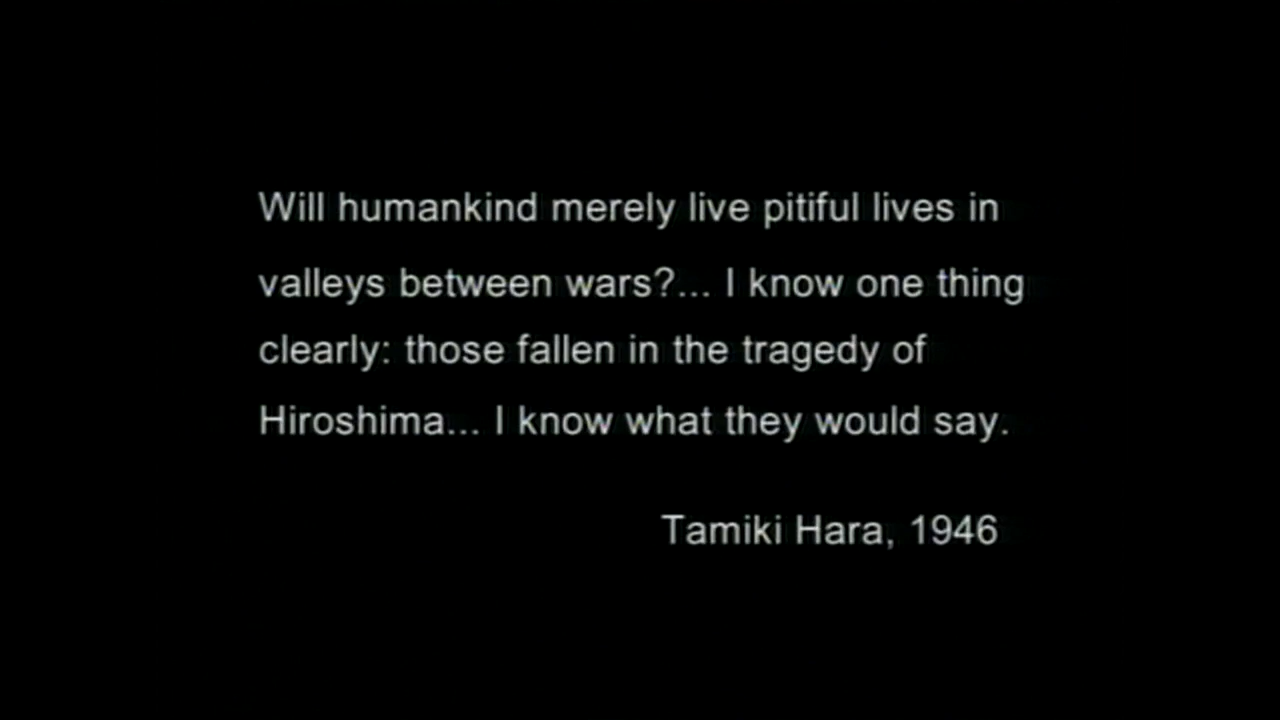 Will humankind merely live pitiful lives in
valleys between wars?... I know one thing
clearly: those fallen in the tragedy of
Hiroshima... I know what they would say.
Tamiki Hara, 1946